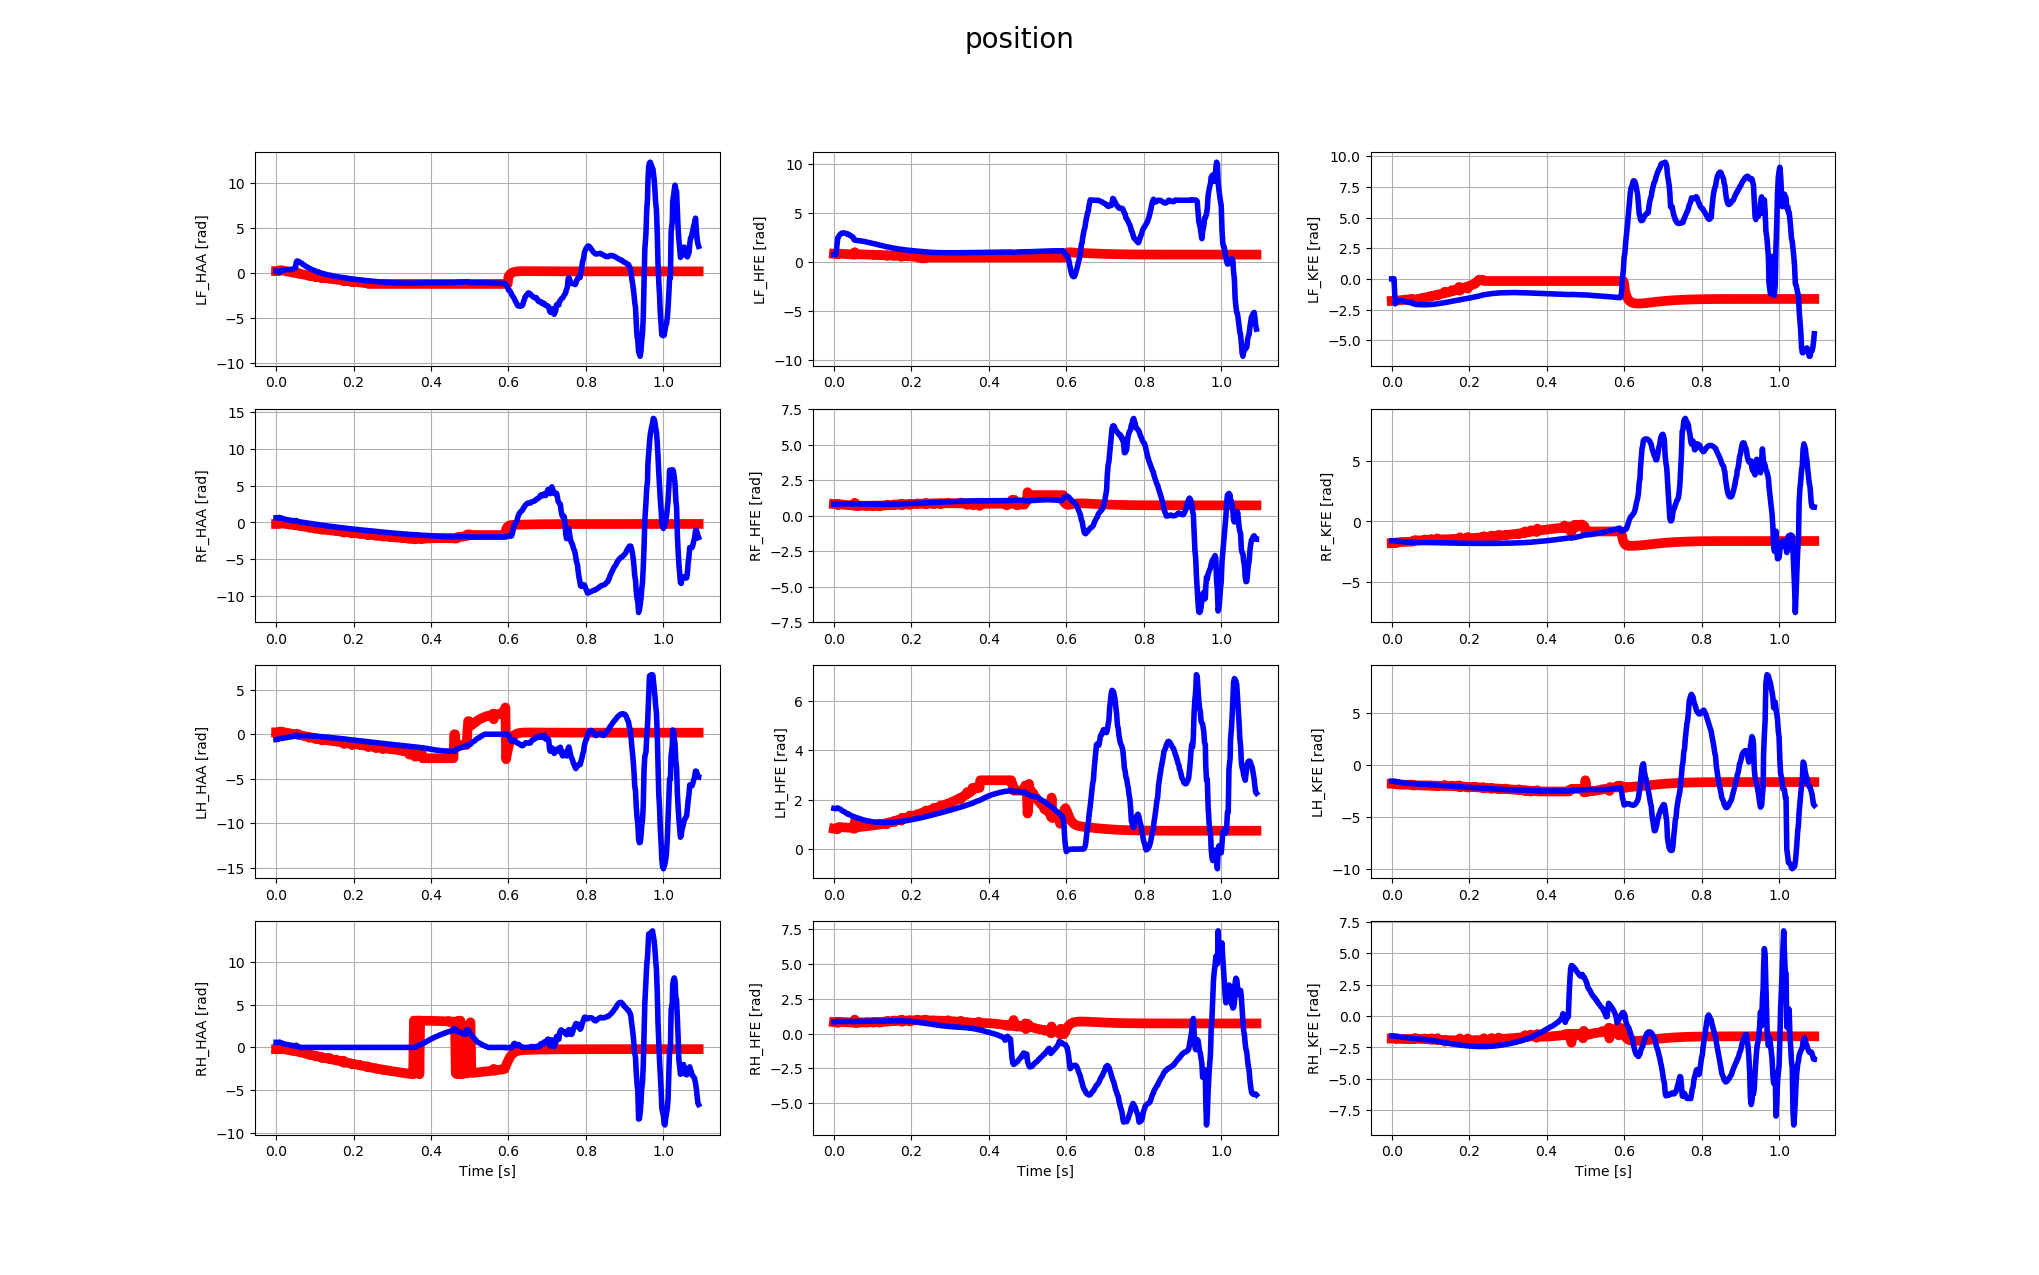 position
LF_HAA [rad]
10
5
0
−5
−10
0.0 0.2 0.4 0.6 0.8 1.0
LF_HFE [rad]
10
5
0
−5
−10
0.0 0.2 0.4 0.6 0.8 1.0
LF_KFE [rad]
10.0
7.5
5.0
2.5
0.0
−2.5
−5.0
0.0 0.2 0.4 0.6 0.8 1.0
RF_HAA [rad]
15
10
5
0
−5
−10
0.0 0.2 0.4 0.6 0.8 1.0
RF_HFE [rad]
7.5
5.0
2.5
0.0
−2.5
−5.0
−7.5
0.0 0.2 0.4 0.6 0.8 1.0
RF_KFE [rad]
5
0
−5
0.0 0.2 0.4 0.6 0.8 1.0
LH_HAA [rad]
5
0
−5
−10
−15
0.0 0.2 0.4 0.6 0.8 1.0
LH_HFE [rad]
6
4
2
0
0.0 0.2 0.4 0.6 0.8 1.0
LH_KFE [rad]
5
0
−5
−10
0.0 0.2 0.4 0.6 0.8 1.0
RH_HAA [rad]
10
5
0
−5
−10
0.0 0.2 0.4 0.6 0.8 1.0
Time [s]
RH_HFE [rad]
7.5
5.0
2.5
0.0
−2.5
−5.0
0.0 0.2 0.4 0.6 0.8 1.0
Time [s]
RH_KFE [rad]
7.5
5.0
2.5
0.0
−2.5
−5.0
−7.5
0.0 0.2 0.4 0.6 0.8 1.0
Time [s]